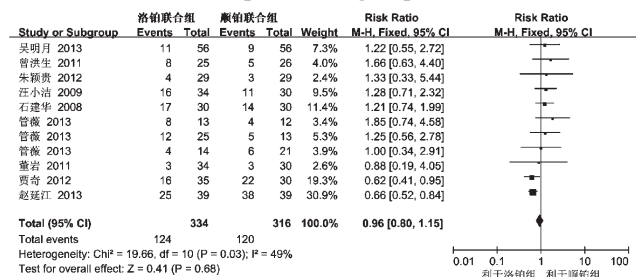 洛铂联合组 顺铂联合组 Risk Ratio Risk Ratio
Study or Subgroup Events Total Events Total Weight M-H, Fixed, 95% CI M-H, Fixed, 95% CI
吴明月 2013 11 56 9 56 7.3% 1.22 [0.55, 2.72]
曾洪生 2011 8 25 5 26 4.0% 1.66 [0.63, 4.40]
朱颖贵 2012 4 29 3 29 2.4% 1.33 [0.33, 5.44]
汪小洁 2009 16 34 11 30 9.5% 1.28 [0.71, 2.32]
石建华 2008 17 30 14 30 11.4% 1.21 [0.74, 1.99]
管薇 2013 8 13 4 12 3.4% 1.85 [0.74, 4.58]
管薇 2013 12 25 5 13 5.3% 1.25 [0.56, 2.78]
管薇 2013 4 14 6 21 3.9% 1.00 [0.34, 2.91]
董岩 2011 3 34 3 30 2.6% 0.88 [0.19, 4.05]
贾奇 2012 16 35 22 30 19.3% 0.62 [0.41, 0.95]
赵延江 2013 25 39 38 39 30.9% 0.66 [0.52, 0.84]
Total (95% CI) 334 316 100.0% 0.96 [0.80, 1.15]
Total events 124 120
Heterogeneity: Chi² = 19.66, df = 10 (P = 0.03); I² = 49%
Test for overall effect: Z = 0.41 (P = 0.68)
0.01 0.1 1 10 100
利于洛铂组 利于顺铂组